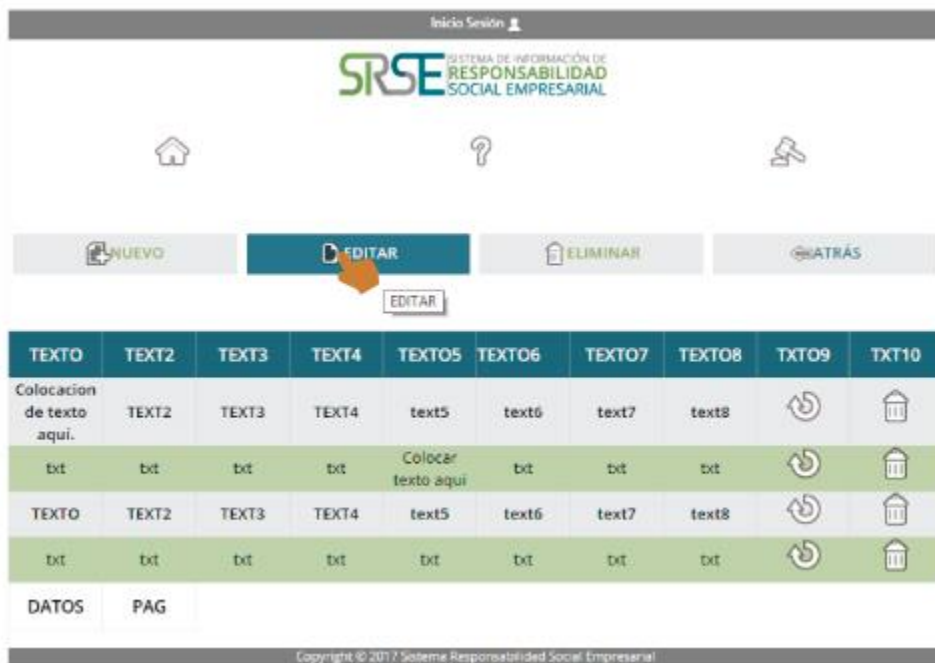 Inicio Sesión
SRSE SISTEMA DE INFORMACIÓN DE
RESPONSABILIDAD
SOCIAL EMPRESARIAL
NUEVO EDITAR ELIMINAR ATRÁS
EDITAR
TEXTO TEXT2 TEXT3 TEXT4 TEXTO5 TEXTO6 TEXTO7 TEXTO8 TXTO9 TXT10
Colocacion
de texto
aquí. TEXT2 TEXT3 TEXT4 text5 text6 text7 text8
txt txt txt txt Colocar
texto aqui txt txt txt
TEXTO TEXT2 TEXT3 TEXT4 text5 text6 text7 text8
txt txt txt txt txt txt txt txt
DATOS PAG
Copyright © 2017 Sistema Responsabilided Social Empresarial